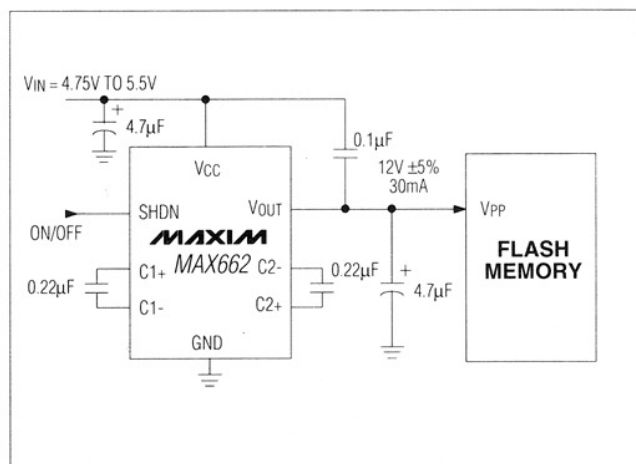 VIN = 4.75V TO 5.5V
+
4.7µF
0.1µF
VCC
12V ±5%
30mA
SHDN
VOUT
VPP
ON/OFF
MAXIM
MAX662
FLASH
MEMORY
C1+
C2-
0.22µF
0.22µF
+
4.7µF
C1-
C2+
GND